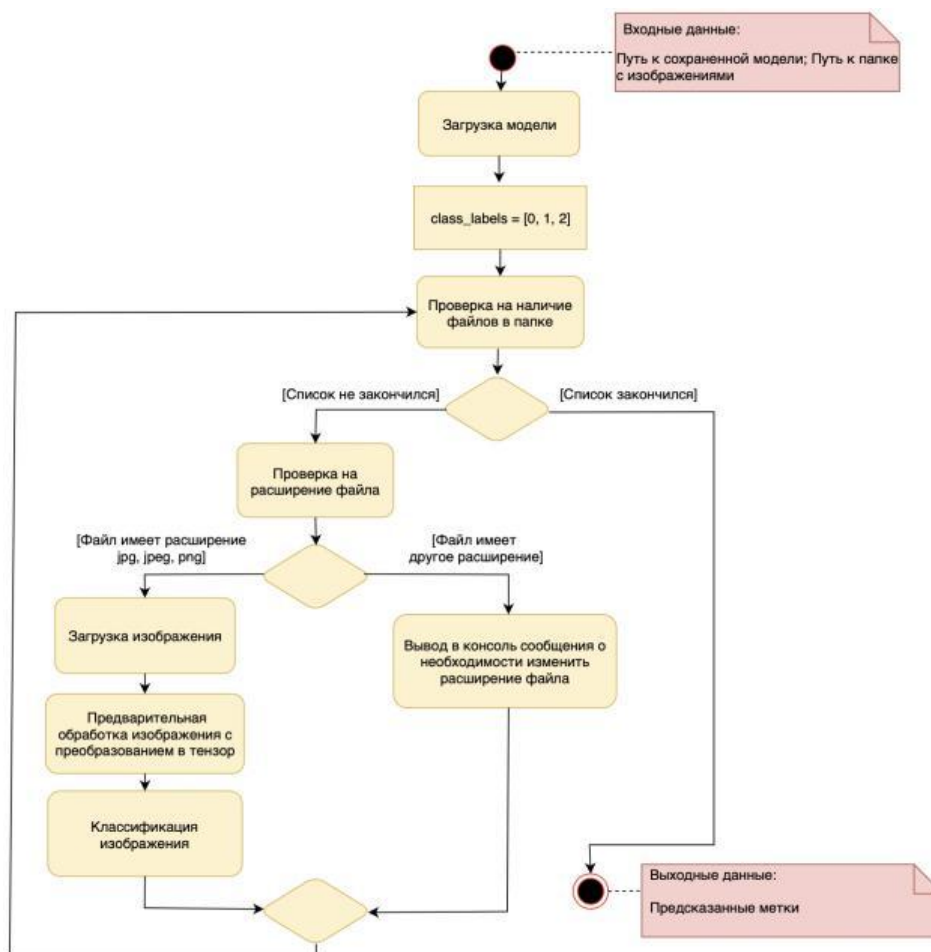 Входные данные:
Путь к сохраненной модели; Путь к папке
с изображениями
Загрузка модели
class_labels = [0, 1, 2]
Проверка на наличие
файлов в папке
[Список не закончился]
[Список закончился]
Проверка на
расширение файла
[Файл имеет расширение
jpg, jpeg, png]
[Файл имеет
другое расширение]
Загрузка изображения
Вывод в консоль сообщения о
необходимости изменить
расширение файла
Предварительная
обработка изображения с
преобразованием в тензор
Классификация
изображения
Выходные данные:
Предсказанные метки